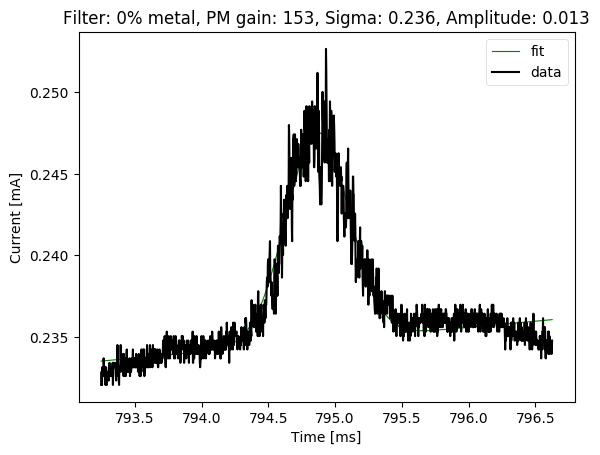 Filter: 0% metal, PM gain: 153, Sigma: 0.236, Amplitude: 0.013
fit
data
0.250
0.245
0.240
0.235
Current [mA]
793.5 794.0 794.5 795.0 795.5 796.0 796.5
Time [ms]